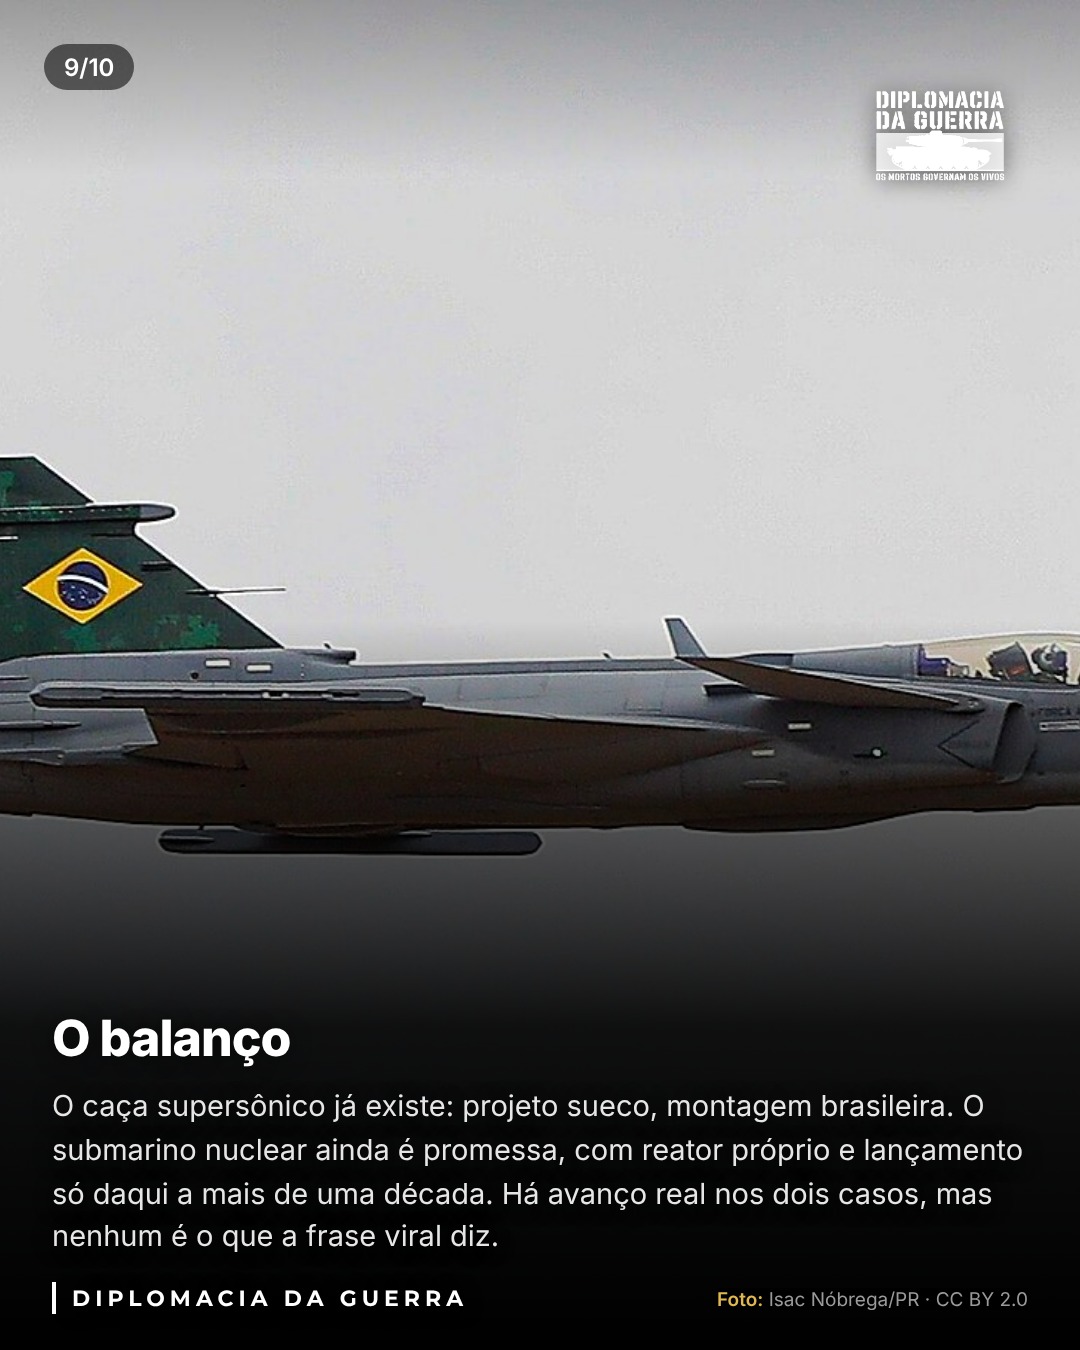 9/10
DIPLOMACIA
DA GUERRA
OS MORTOS GOVERNAM OS VIVOS
FORÇA A
O balanço
O caça supersônico já existe: projeto sueco, montagem brasileira. O
submarino nuclear ainda é promessa, com reator próprio e lançamento
só daqui a mais de uma década. Há avanço real nos dois casos, mas
nenhum é o que a frase viral diz.
DIPLOMACIA DA GUERRA
Foto: Isac Nóbrega/PR · CC BY 2.0